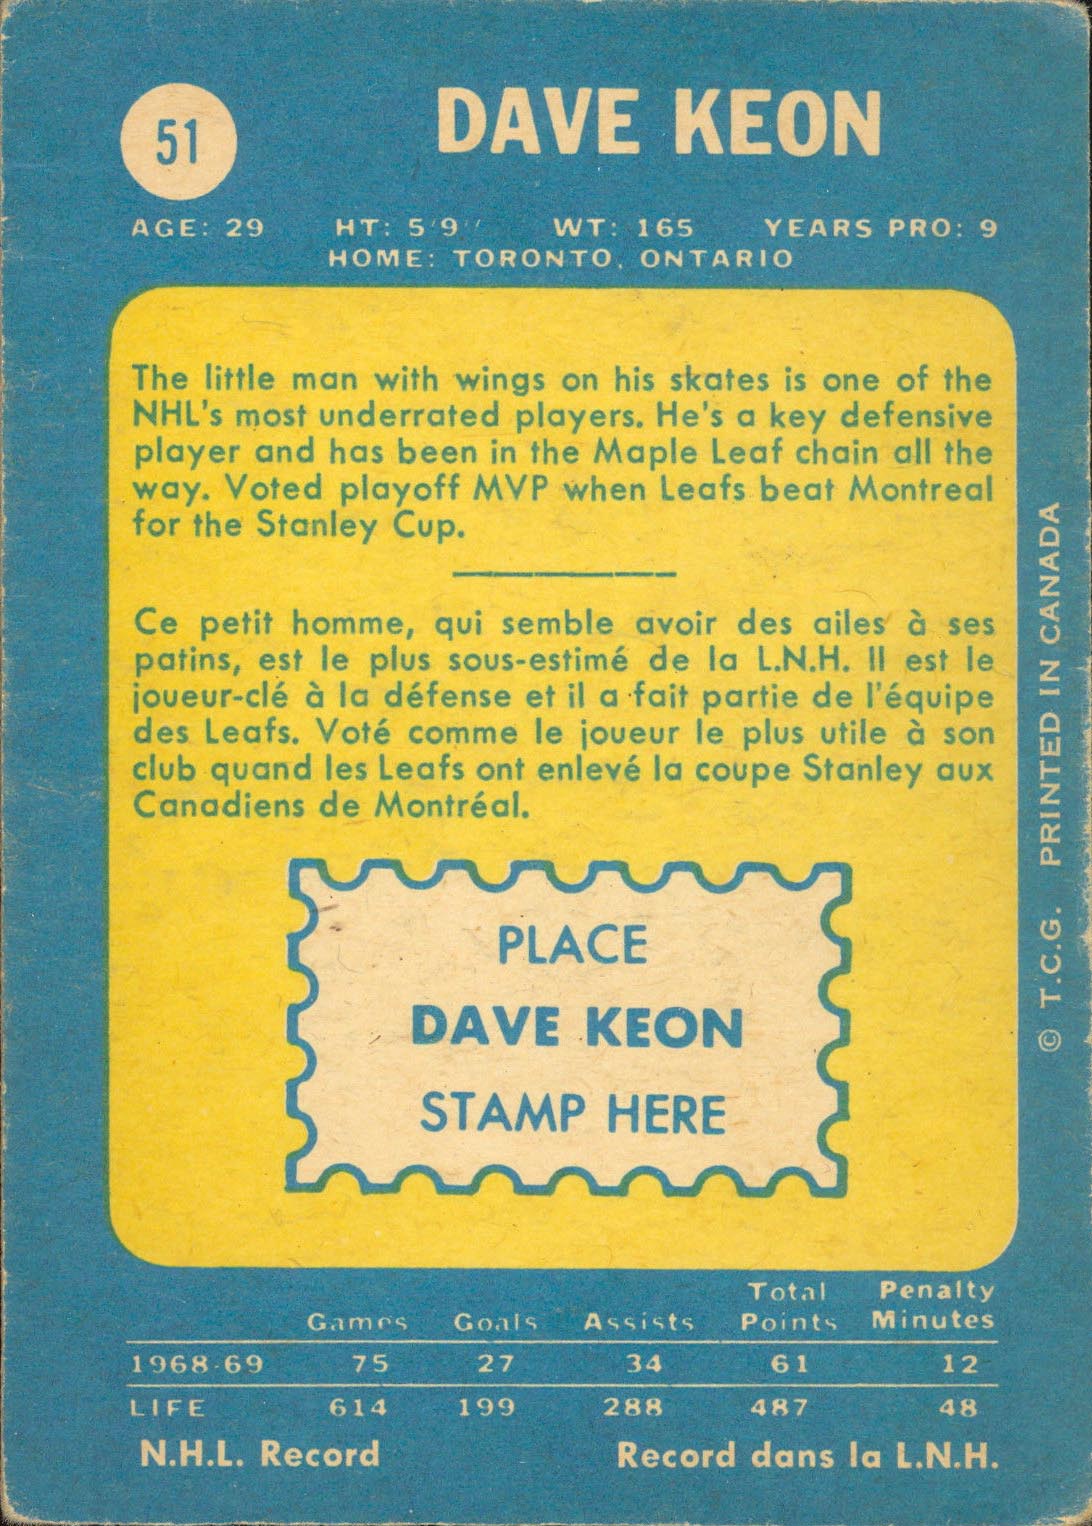 51
DAVE KEON
AGE: 29 HT: 5'9" WT: 165 YEARS PRO: 9
HOME: TORONTO, ONTARIO
The little man with wings on his skates is one of the
NHL's most underrated players. He's a key defensive
player and has been in the Maple Leaf chain all the
way. Voted playoff MVP when Leafs beat Montreal
for the Stanley Cup.
Ce petit homme, qui semble avoir des ailes à ses
patins, est le plus sous-estimé de la L.N.H. Il est le
joueur-clé à la défense et il a fait partie de l'équipe
des Leafs. Voté comme le joueur le plus utile à son
club quand les Leafs ont enlevé la coupe Stanley aux
Canadiens de Montréal.
PLACE
DAVE KEON
STAMP HERE
© T.C.G. PRINTED IN CANADA
Total Penalty
Games Goals Assists Points Minutes
1968-69 75 27 34 61 12
LIFE 614 199 288 487 48
N.H.L. Record Record dans la L.N.H.